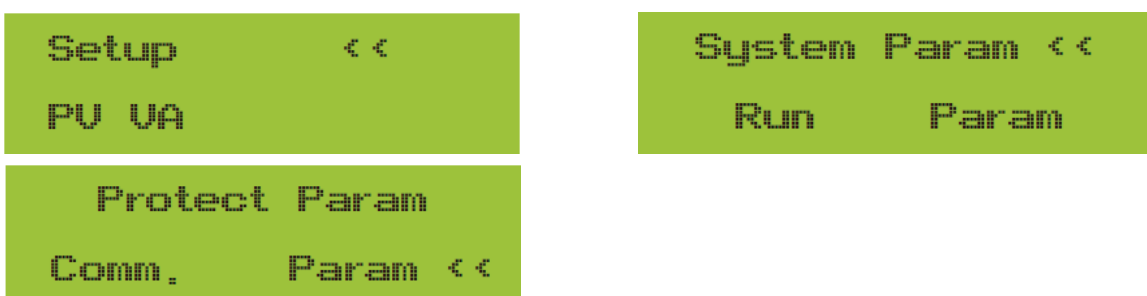 Setup <<
PV VA
System Param <<
Run Param
Protect Param
Comm. Param <<